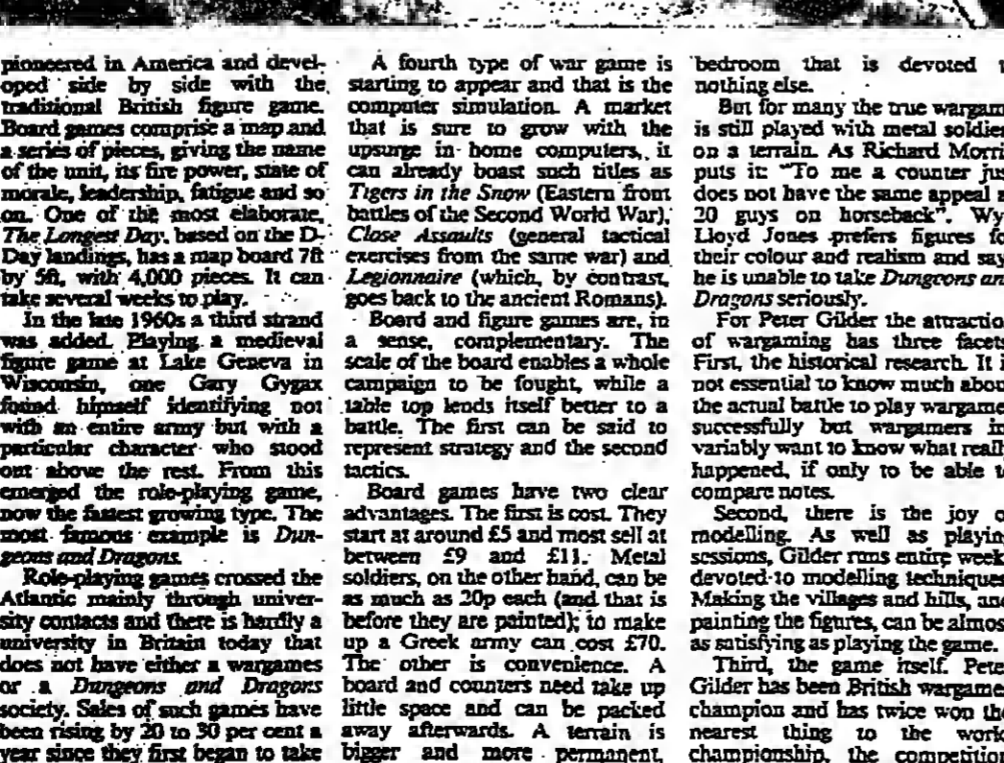 pioneered in America and devel-
oped side by side with the
traditional British figure game.
Board games comprise a map and
a series of pieces, giving the name
of the unit, its fire power, state of
morale, leadership, fatigue and so
on. One of the most elaborate,
The Longest Day, based on the D-
Day landings, has a map board 7ft
by 5ft, with 4,000 pieces. It can
take several weeks to play.
In the late 1960s a third strand
was added. Playing a medieval
figure game at Lake Geneva in
Wisconsin, one Gary Gygax
found himself identifying not
with an entire army but with a
particular character who stood
out above the rest. From this
emerged the role-playing game,
now the fastest growing type. The
most famous example is Dun-
geons and Dragons.
Role-playing games crossed the
Atlantic mainly through univer-
sity contacts and there is hardly a
university in Britain today that
does not have either a wargames
or a Dungeons and Dragons
society. Sales of such games have
been rising by 20 to 30 per cent a
year since they first began to take
A fourth type of war game is
starting to appear and that is the
computer simulation. A market
that is sure to grow with the
upsurge in home computers, it
can already boast such titles as
Tigers in the Snow (Eastern front
battles of the Second World War),
Close Assaults (general tactical
exercises from the same war) and
Legionnaire (which, by contrast,
goes back to the ancient Romans).
Board and figure games are, in
a sense, complementary. The
scale of the board enables a whole
campaign to be fought, while a
table top lends itself better to a
battle. The first can be said to
represent strategy and the second
tactics.
Board games have two clear
advantages. The first is cost. They
start at around £5 and most sell at
between £9 and £11. Metal
soldiers, on the other hand, can be
as much as 20p each (and that is
before they are painted); to make
up a Greek army can cost £70.
The other is convenience. A
board and counters need take up
little space and can be packed
away afterwards. A terrain is
bigger and more permanent,
bedroom that is devoted t
nothing else.
But for many the true wargam
is still played with metal soldier
on a terrain. As Richard Morri
puts it: "To me a counter jus
does not have the same appeal a
20 guys on horseback". Wy
Lloyd Jones prefers figures fo
their colour and realism and say
he is unable to take Dungeons an
Dragons seriously.
For Peter Gilder the attractio
of wargaming has three facets
First, the historical research. It i
not essential to know much abou
the actual battle to play wargame
successfully but wargamers in
variably want to know what reall
happened, if only to be able t
compare notes.
Second, there is the joy o
modelling. As well as playin
sessions, Gilder runs entire week
devoted to modelling techniques
Making the villages and hills, an
painting the figures, can be almos
as satisfying as playing the game.
Third, the game itself. Pete
Gilder has been British wargame
champion and has twice won th
nearest thing to the worl
championship, the competition